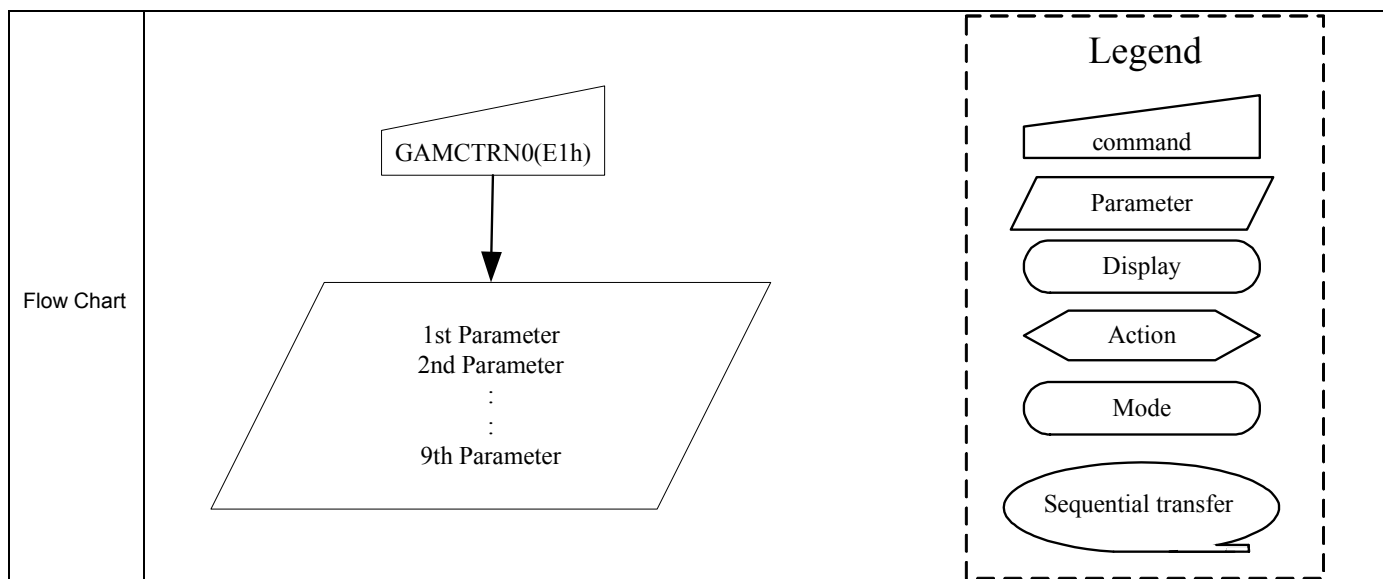 Flow Chart
GAMCTRN0(E1h)
1st Parameter
2nd Parameter
:
:
9th Parameter
Legend
command
Parameter
Display
Action
Mode
Sequential transfer